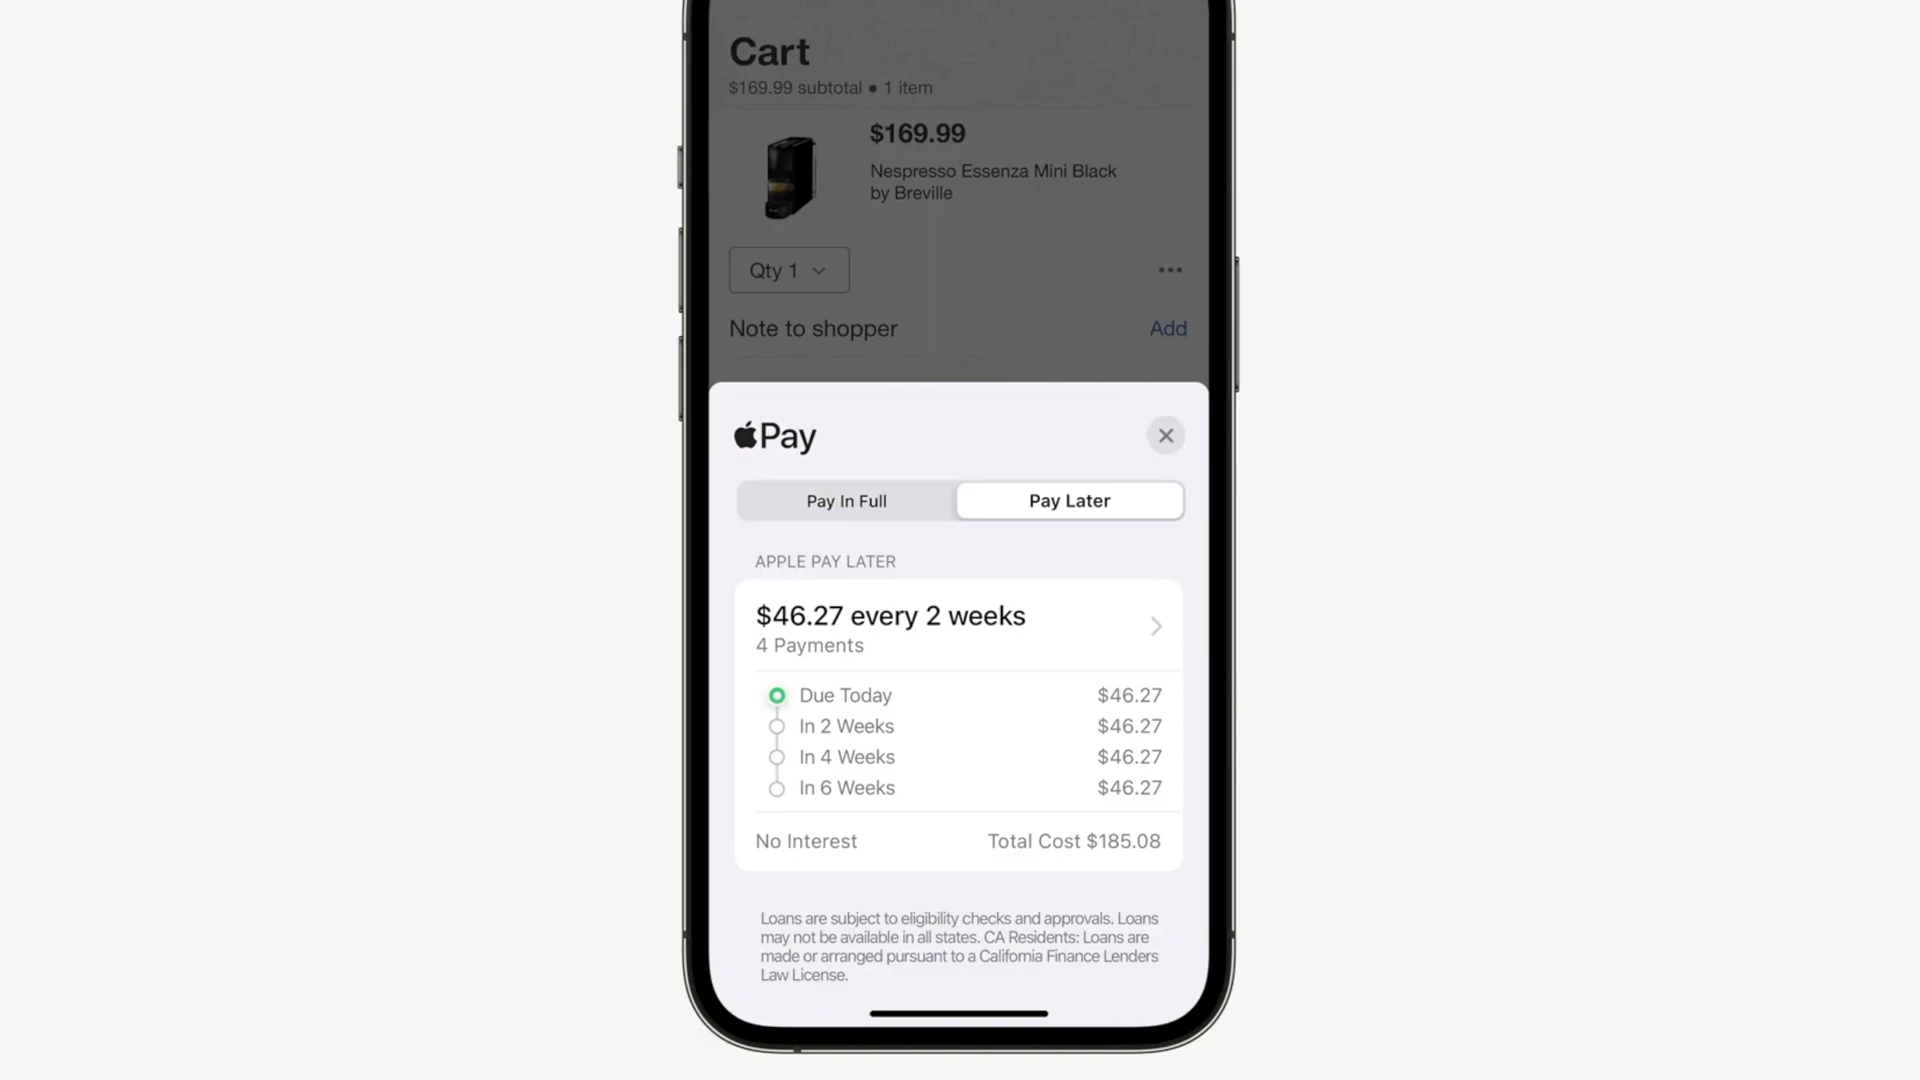 Cart
$169.99 subtotal • 1 item
$169.99
Nespresso Essenza Mini Black
by Breville
Qty 1
Note to shopper
Add
Pay
Pay In Full
Pay Later
APPLE PAY LATER
$46.27 every 2 weeks
4 Payments
Due Today $46.27
In 2 Weeks $46.27
In 4 Weeks $46.27
In 6 Weeks $46.27
No Interest
Total Cost $185.08
Loans are subject to eligibility checks and approvals. Loans
may not be available in all states. CA Residents: Loans are
made or arranged pursuant to a California Finance Lenders
Law License.